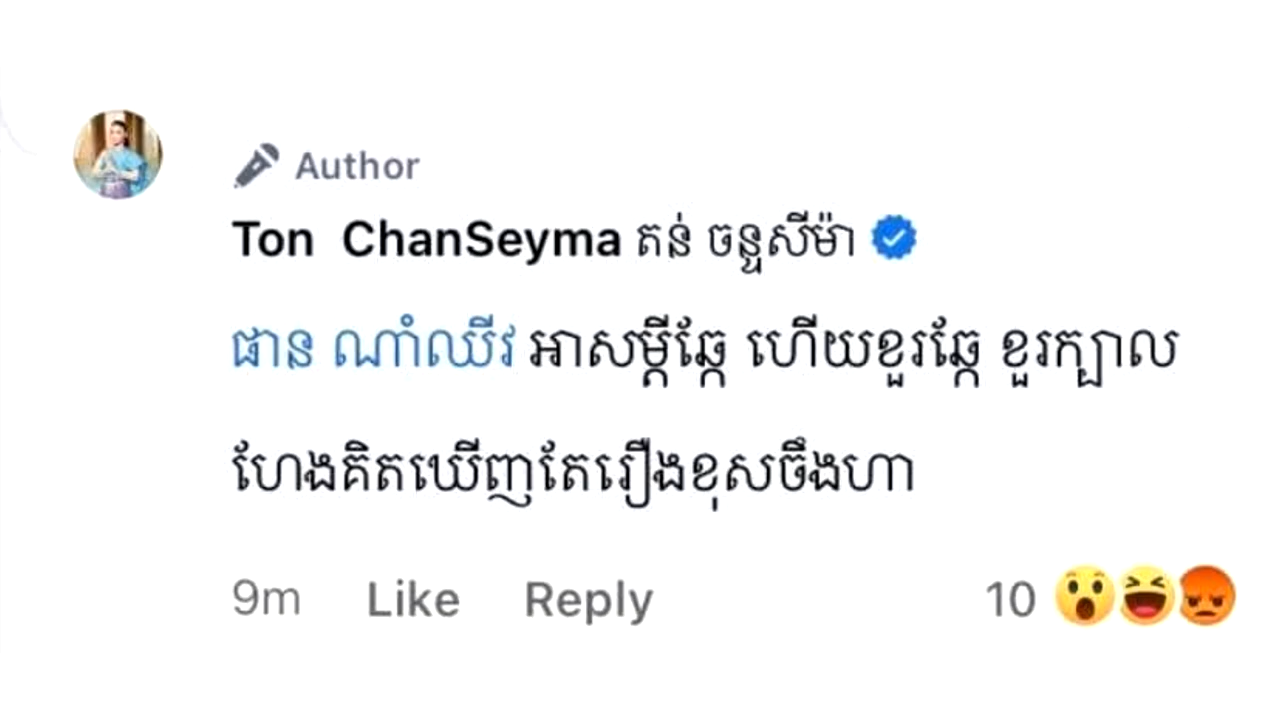 Author
Ton ChanSeyma តន់ ចន្ទសីម៉ា
ផាន ណាំឈីវ អាសម្ដីឆ្កែ ហើយខួរឆ្កែ ខួរក្បាល
ហែងគិតឃើញតែរឿងខុសចឹងហា
9m Like Reply 10